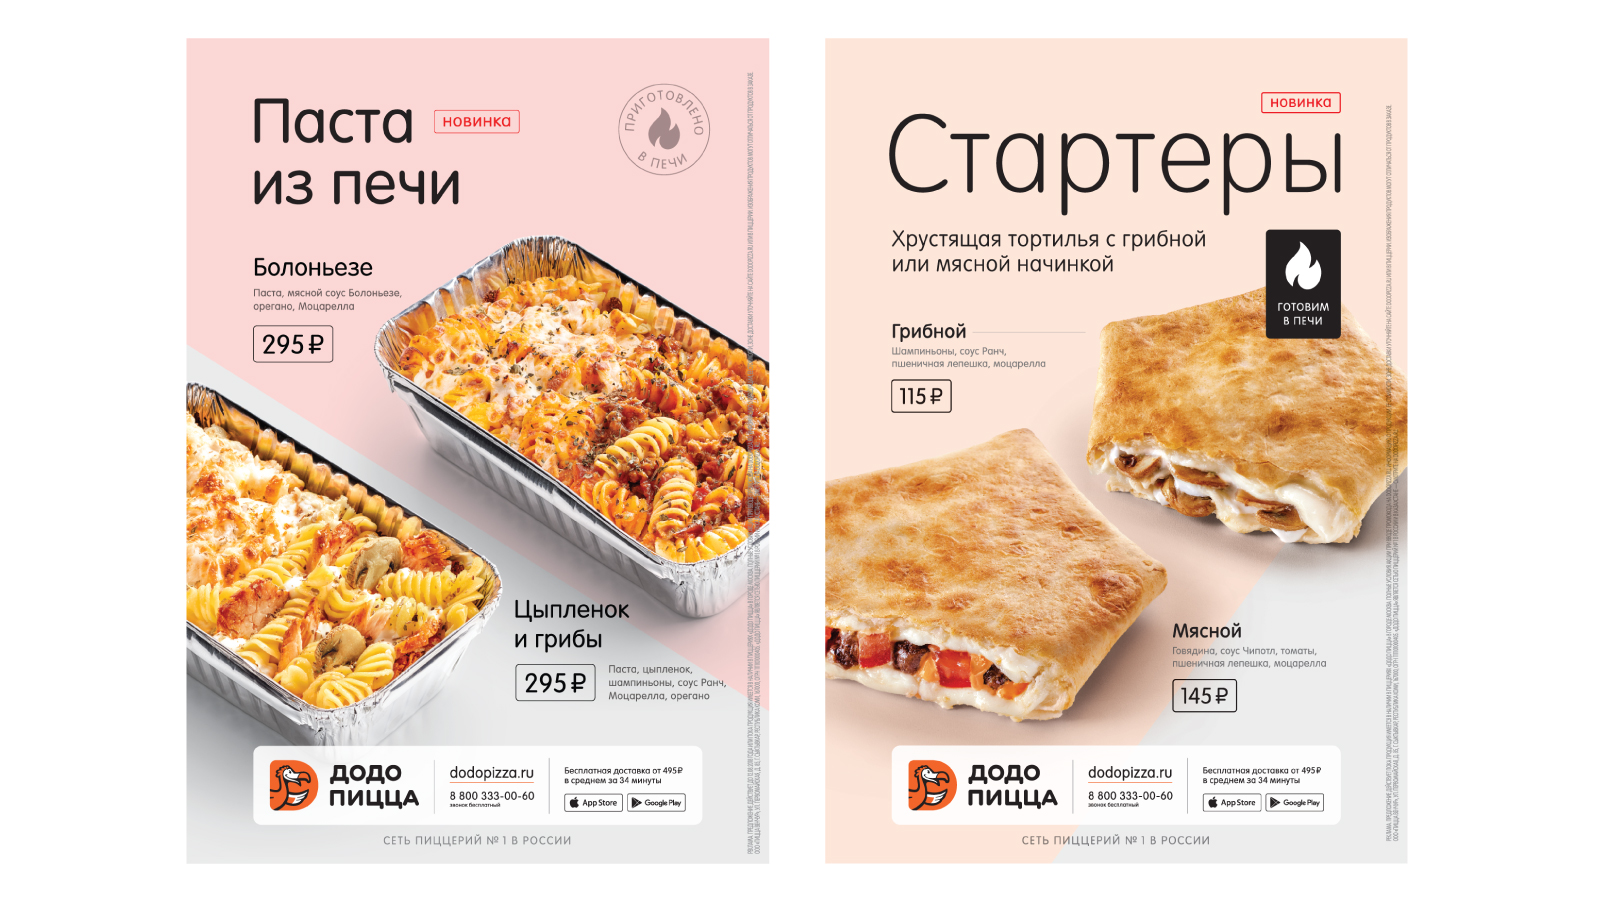 Паста
из печи
НОВИНКА
ПРИГОТОВЛЕНО
В ПЕЧИ
Болоньезе
Паста, мясной соус Болоньезе,
орегано, Моцарелла
295 ₽
Цыпленок
и грибы
295 ₽
Паста, цыпленок,
шампиньоны, соус Ранч,
Моцарелла, орегано
ДОДО
ПИЦЦА
dodopizza.ru
8 800 333-00-60
звонок бесплатный
Бесплатная доставка от 495 ₽
в среднем за 34 минуты
App Store
Google Play
СЕТЬ ПИЦЦЕРИЙ № 1 В РОССИИ
НОВИНКА
Стартеры
Хрустящая тортилья с грибной
или мясной начинкой
ГОТОВИМ
В ПЕЧИ
Грибной
Шампиньоны, соус Ранч,
пшеничная лепешка, моцарелла
115 ₽
Мясной
Говядина, соус Чипотл, томаты,
пшеничная лепешка, моцарелла
145 ₽
ДОДО
ПИЦЦА
dodopizza.ru
8 800 333-00-60
звонок бесплатный
Бесплатная доставка от 495 ₽
в среднем за 34 минуты
App Store
Google Play
СЕТЬ ПИЦЦЕРИЙ № 1 В РОССИИ